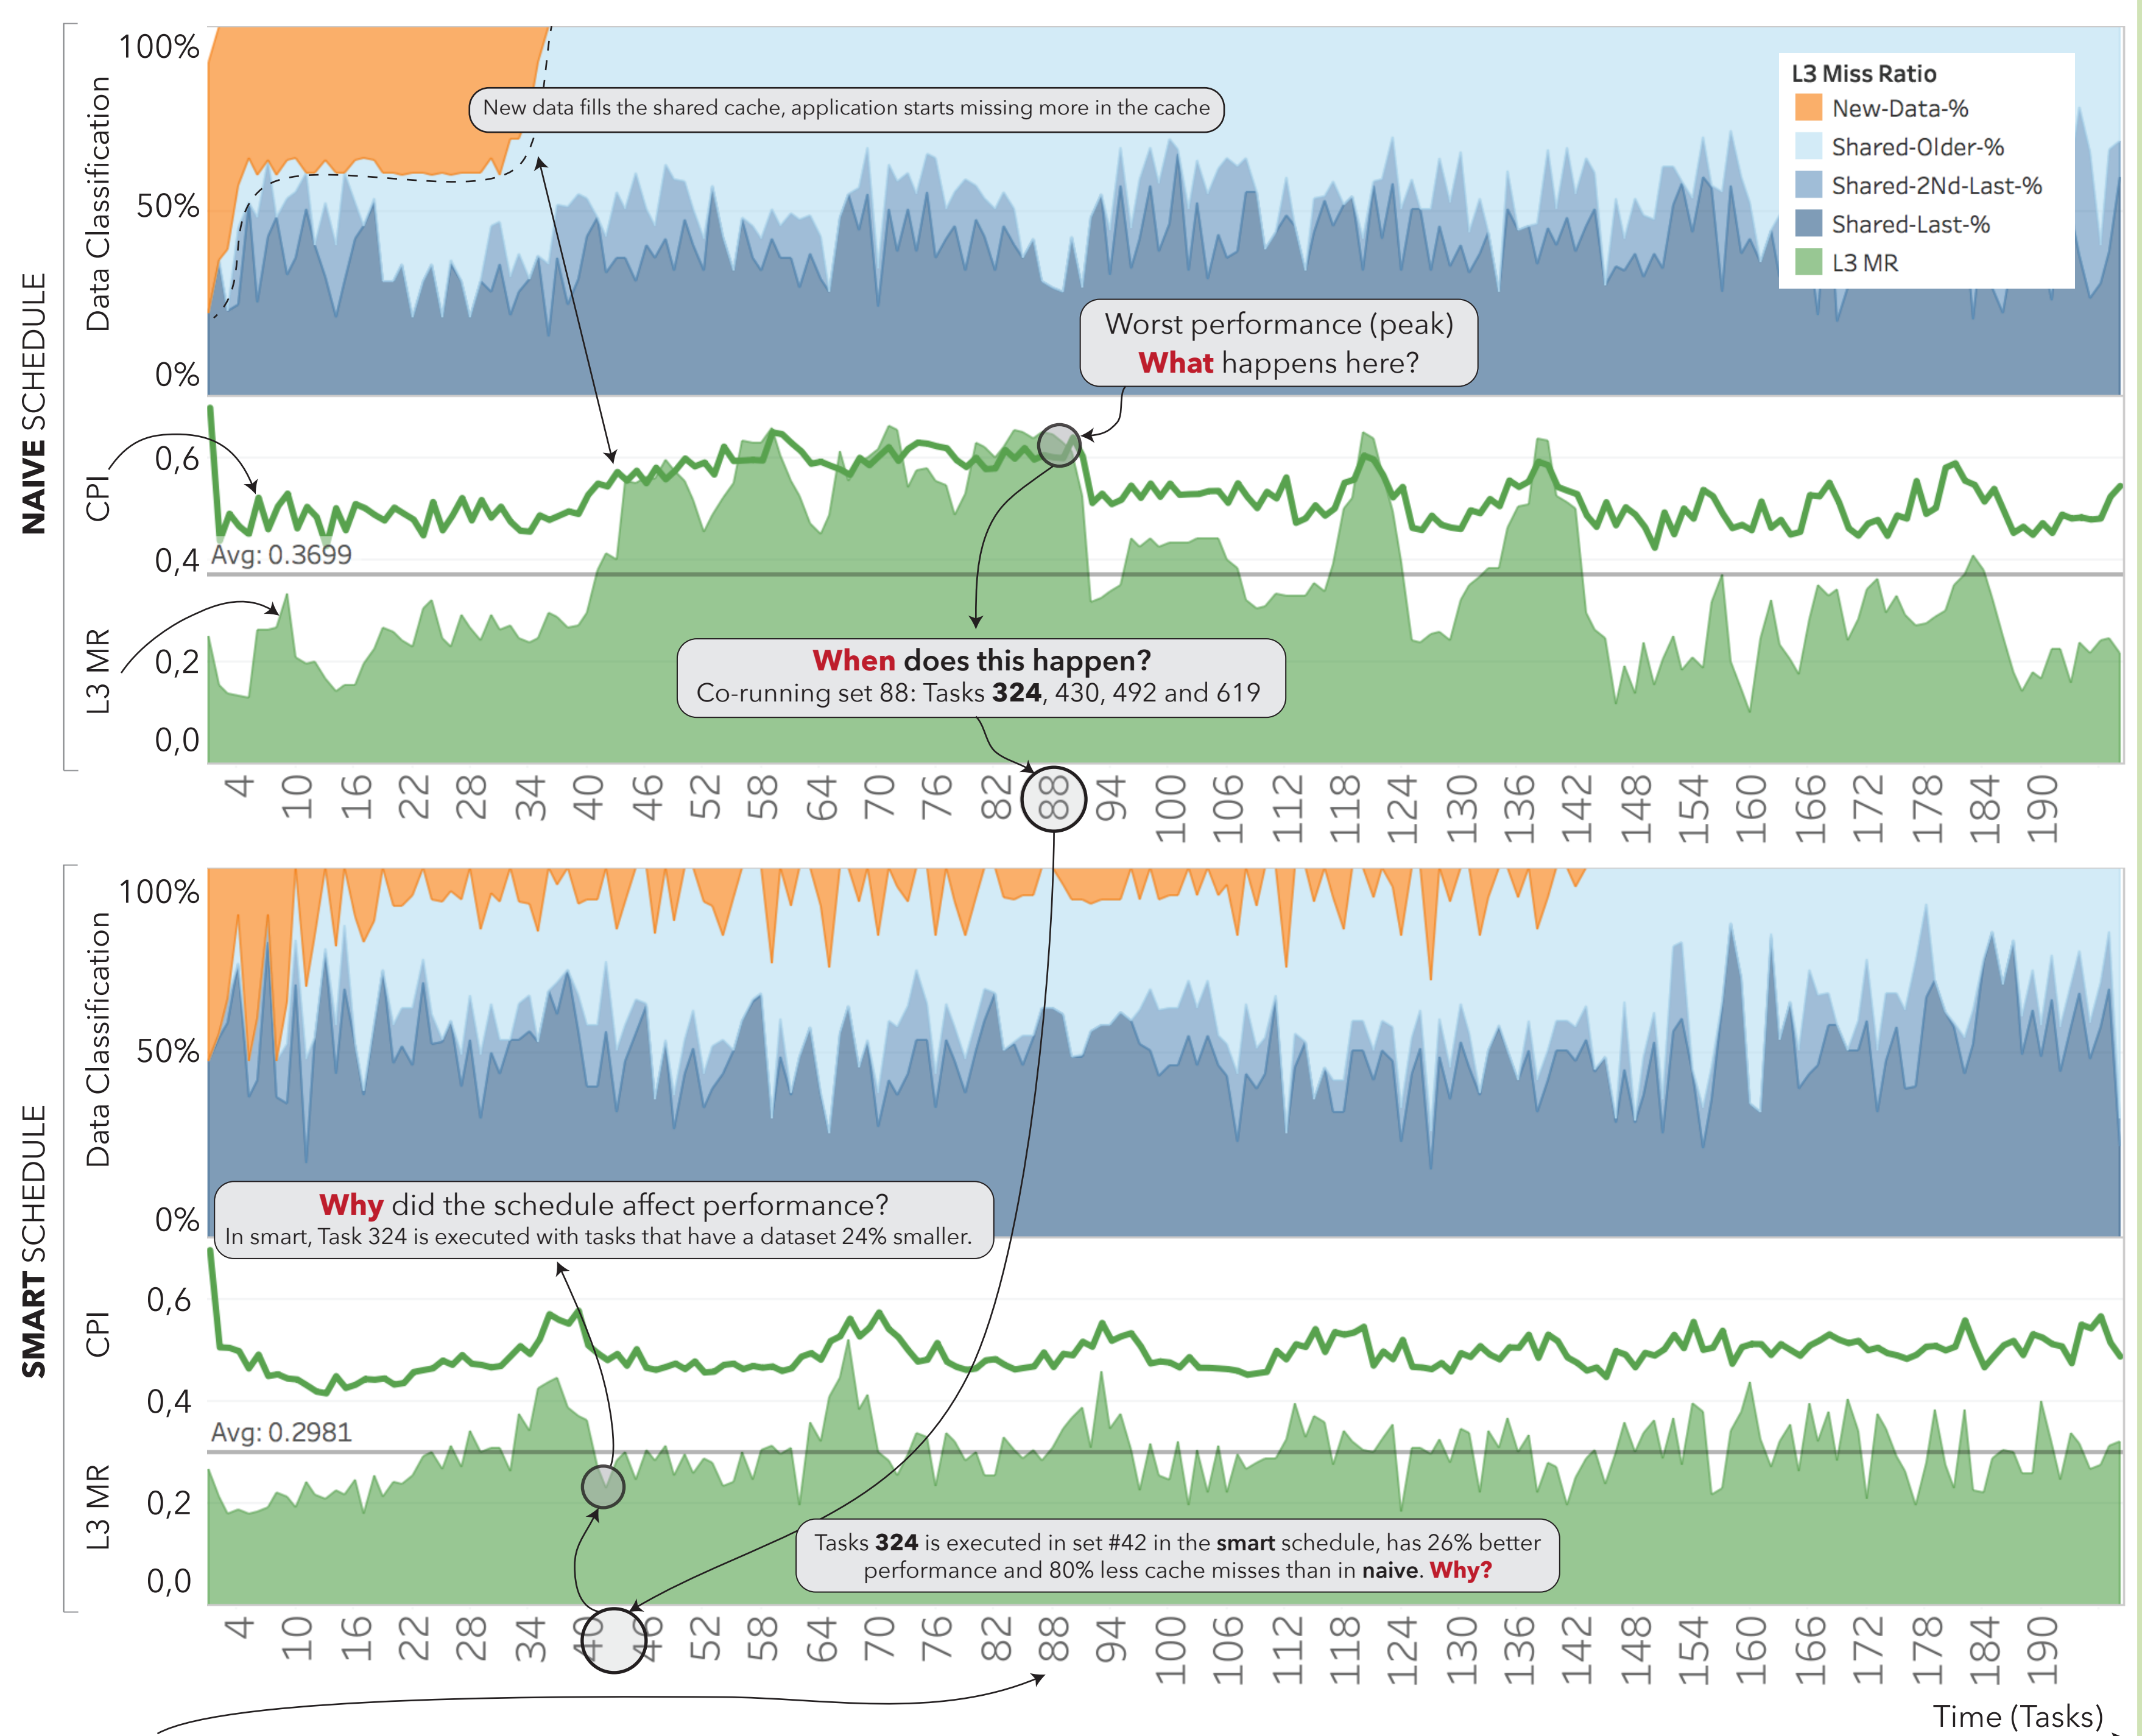 NAIVE SCHEDULE
Data Classification
100%
50%
0%
New data fills the shared cache, application starts missing more in the cache
L3 Miss Ratio
New-Data-%
Shared-Older-%
Shared-2Nd-Last-%
Shared-Last-%
L3 MR
Worst performance (peak)
What happens here?
CPI
L3 MR
0,6
0,4
0,2
0,0
Avg: 0.3699
When does this happen?
Co-running set 88: Tasks 324, 430, 492 and 619
4 10 16 22 28 34 40 46 52 58 64 70 76 82 88 94 100 106 112 118 124 130 136 142 148 154 160 166 172 178 184 190
SMART SCHEDULE
Data Classification
100%
50%
0%
Why did the schedule affect performance?
In smart, Task 324 is executed with tasks that have a dataset 24% smaller.
CPI
L3 MR
0,6
0,4
0,2
0,0
Avg: 0.2981
Tasks 324 is executed in set #42 in the smart schedule, has 26% better
performance and 80% less cache misses than in naive. Why?
4 10 16 22 28 34 40 46 52 58 64 70 76 82 88 94 100 106 112 118 124 130 136 142 148 154 160 166 172 178 184 190
Time (Tasks)